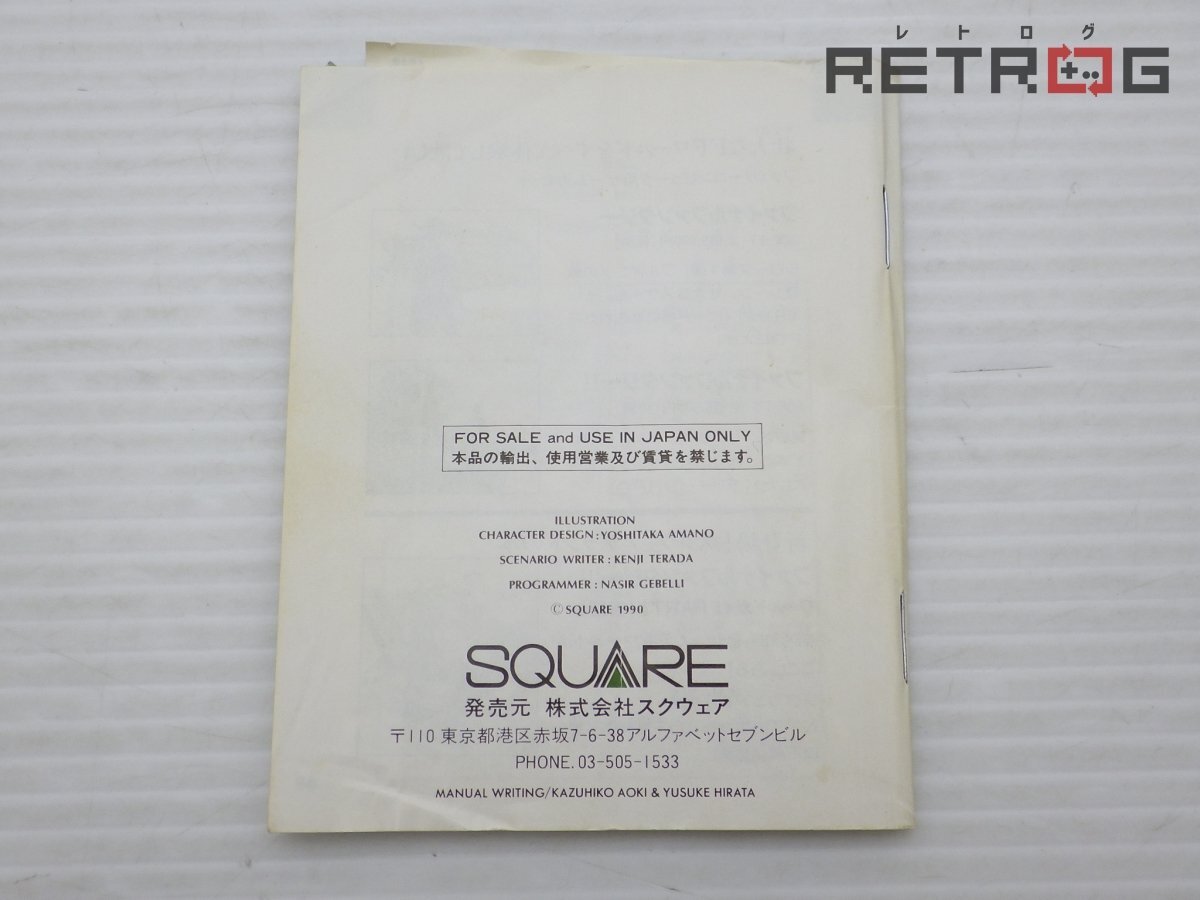 レトログ
RETROG
FOR SALE and USE IN JAPAN ONLY
本品の輸出、使用営業及び賃貸を禁じます。
ILLUSTRATION
CHARACTER DESIGN : YOSHITAKA AMANO
SCENARIO WRITER : KENJI TERADA
PROGRAMMER : NASIR GEBELLI
© SQUARE 1990
SQUARE
発売元 株式会社スクウェア
〒110 東京都港区赤坂7-6-38アルファベットセブンビル
PHONE. 03-505-1533
MANUAL WRITING/KAZUHIKO AOKI & YUSUKE HIRATA